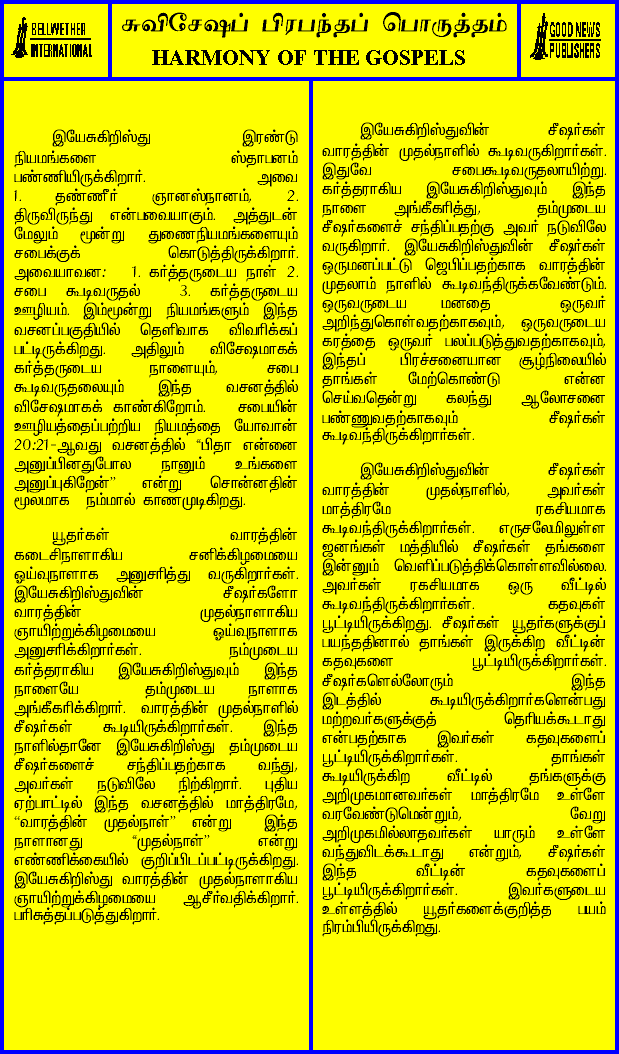 BELLWETHER
INTERNATIONAL
சுவிசேஷப் பிரபந்தப் பொருத்தம்
HARMONY OF THE GOSPELS
GOOD NEWS
PUBLISHERS
இயேசுகிறிஸ்து இரண்டு
நியமங்களை ஸ்தாபனம்
பண்ணியிருக்கிறார். அவை
1. தண்ணீர் ஞானஸ்நானம், 2.
திருவிருந்து என்பவையாகும். அத்துடன்
மேலும் மூன்று துணைநியமங்களையும்
சபைக்குக் கொடுத்திருக்கிறார்.
அவையாவன: 1. கர்த்தருடைய நாள் 2.
சபை கூடிவருதல் 3. கர்த்தருடைய
ஊழியம். இம்மூன்று நியமங்களும் இந்த
வசனப்பகுதியில் தெளிவாக விவரிக்கப்
பட்டிருக்கிறது. அதிலும் விசேஷமாகக்
கர்த்தருடைய நாளையும், சபை
கூடிவருதலையும் இந்த வசனத்தில்
விசேஷமாகக் காண்கிறோம். சபையின்
ஊழியத்தைப்பற்றிய நியமத்தை யோவான்
20:21-ஆவது வசனத்தில் “பிதா என்னை
அனுப்பினதுபோல நானும் உங்களை
அனுப்புகிறேன்” என்று சொன்னதின்
மூலமாக நம்மால் காணமுடிகிறது.
யூதர்கள் வாரத்தின்
கடைசிநாளாகிய சனிக்கிழமையை
ஓய்வுநாளாக அனுசரித்து வருகிறார்கள்.
இயேசுகிறிஸ்துவின் சீஷர்களோ
வாரத்தின் முதல்நாளாகிய
ஞாயிற்றுக்கிழமையை ஓய்வுநாளாக
அனுசரிக்கிறார்கள். நம்முடைய
கர்த்தராகிய இயேசுகிறிஸ்துவும் இந்த
நாளையே தம்முடைய நாளாக
அங்கீகரிக்கிறார். வாரத்தின் முதல்நாளில்
சீஷர்கள் கூடியிருக்கிறார்கள். இந்த
நாளில்தானே இயேசுகிறிஸ்து தம்முடைய
சீஷர்களைச் சந்திப்பதற்காக வந்து,
அவர்கள் நடுவிலே நிற்கிறார். புதிய
ஏற்பாட்டில் இந்த வசனத்தில் மாத்திரமே,
“வாரத்தின் முதல்நாள்” என்று இந்த
நாளானது “முதல்நாள்” என்று
எண்ணிக்கையில் குறிப்பிடப்பட்டிருக்கிறது.
இயேசுகிறிஸ்து வாரத்தின் முதல்நாளாகிய
ஞாயிற்றுக்கிழமையை ஆசீர்வதிக்கிறார்.
பரிசுத்தப்படுத்துகிறார்.
இயேசுகிறிஸ்துவின் சீஷர்கள்
வாரத்தின் முதல்நாளில் கூடிவருகிறார்கள்.
இதுவே சபைகூடிவருதலாயிற்று.
கர்த்தராகிய இயேசுகிறிஸ்துவும் இந்த
நாளை அங்கீகரித்து, தம்முடைய
சீஷர்களைச் சந்திப்பதற்கு அவர் நடுவிலே
வருகிறார். இயேசுகிறிஸ்துவின் சீஷர்கள்
ஒருமனப்பட்டு ஜெபிப்பதற்காக வாரத்தின்
முதலாம் நாளில் கூடிவந்திருக்கவேண்டும்.
ஒருவருடைய மனதை ஒருவர்
அறிந்துகொள்வதற்காகவும், ஒருவருடைய
கரத்தை ஒருவர் பலப்படுத்துவதற்காகவும்,
இந்தப் பிரச்சனையான சூழ்நிலையில்
தாங்கள் மேற்கொண்டு என்ன
செய்வதென்று கலந்து ஆலோசனை
பண்ணுவதற்காகவும் சீஷர்கள்
கூடிவந்திருக்கிறார்கள்.
இயேசுகிறிஸ்துவின் சீஷர்கள்
வாரத்தின் முதல்நாளில், அவர்கள்
மாத்திரமே ரகசியமாக
கூடிவந்திருக்கிறார்கள். எருசலேமிலுள்ள
ஜனங்கள் மத்தியில் சீஷர்கள் தங்களை
இன்னும் வெளிப்படுத்திக்கொள்ளவில்லை.
அவர்கள் ரகசியமாக ஒரு வீட்டில்
கூடிவந்திருக்கிறார்கள். கதவுகள்
பூட்டியிருக்கிறது. சீஷர்கள் யூதர்களுக்குப்
பயந்ததினால் தாங்கள் இருக்கிற வீட்டின்
கதவுகளை பூட்டியிருக்கிறார்கள்.
சீஷர்களெல்லோரும் இந்த
இடத்தில் கூடியிருக்கிறார்களென்பது
மற்றவர்களுக்குத் தெரியக்கூடாது
என்பதற்காக இவர்கள் கதவுகளைப்
பூட்டியிருக்கிறார்கள். தாங்கள்
கூடியிருக்கிற வீட்டில் தங்களுக்கு
அறிமுகமானவர்கள் மாத்திரமே உள்ளே
வரவேண்டுமென்றும், வேறு
அறிமுகமில்லாதவர்கள் யாரும் உள்ளே
வந்துவிடக்கூடாது என்றும், சீஷர்கள்
இந்த வீட்டின் கதவுகளைப்
பூட்டியிருக்கிறார்கள். இவர்களுடைய
உள்ளத்தில் யூதர்களைக்குறித்த பயம்
நிரம்பியிருக்கிறது.